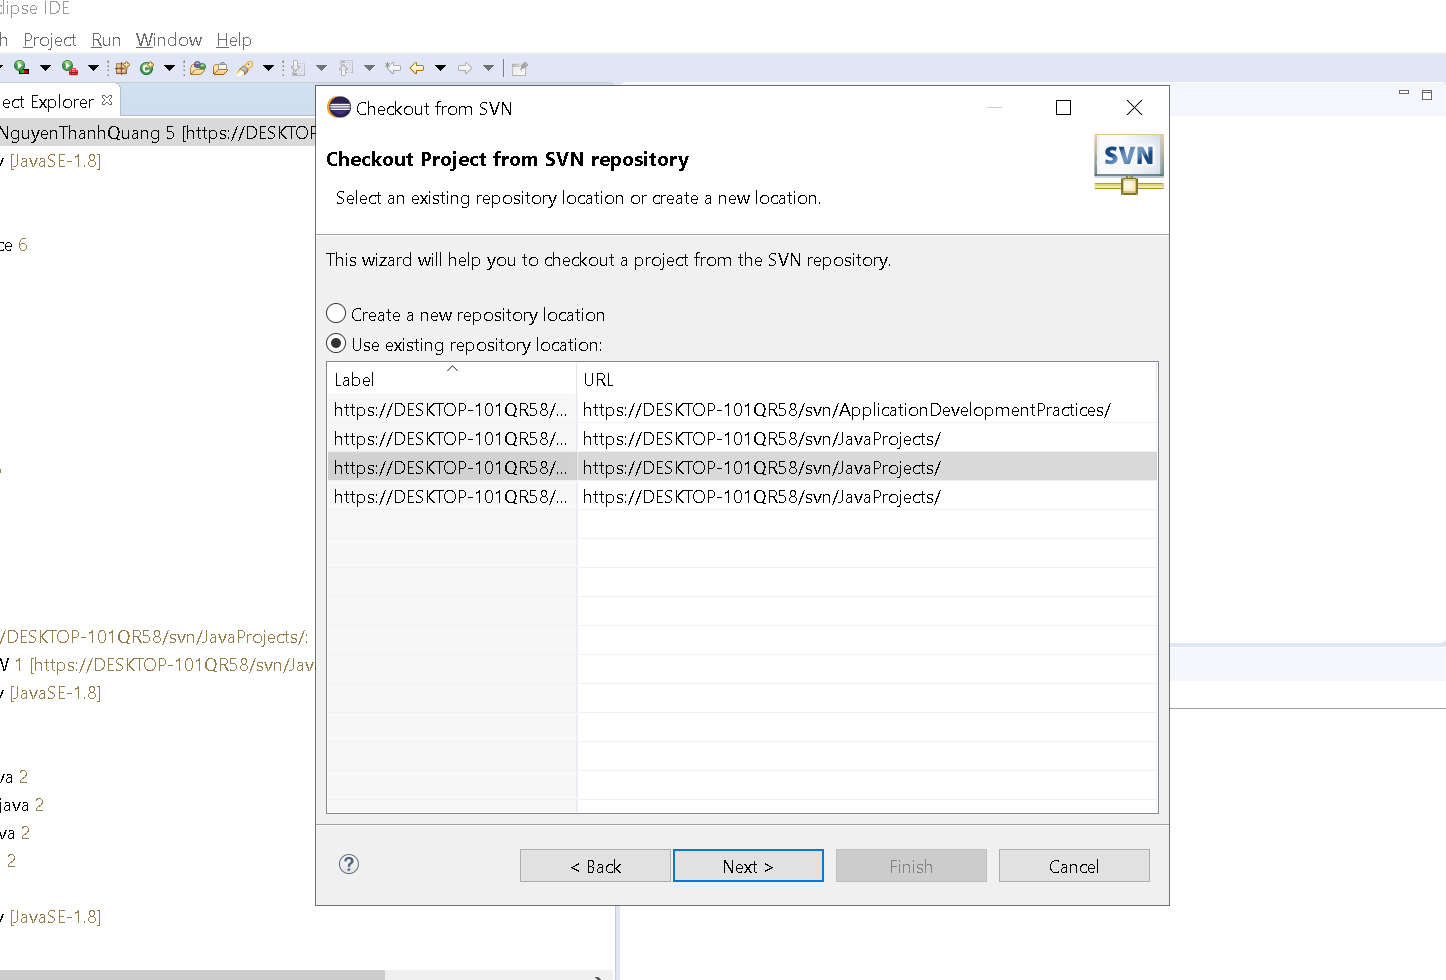 clipse IDE
h Project Run Window Help
ect Explorer
NguyenThanhQuang 5 [https://DESKTOP
y [JavaSE-1.8]
ce 6
/DESKTOP-101QR58/svn/JavaProjects/:
W 1 [https://DESKTOP-101QR58/svn/Jav
y [JavaSE-1.8]
va 2
java 2
va 2
2
y [JavaSE-1.8]
Checkout from SVN
Checkout Project from SVN repository
Select an existing repository location or create a new location.
SVN
This wizard will help you to checkout a project from the SVN repository.
Create a new repository location
Use existing repository location:
Label URL
https://DESKTOP-101QR58/... https://DESKTOP-101QR58/svn/ApplicationDevelopmentPractices/
https://DESKTOP-101QR58/... https://DESKTOP-101QR58/svn/JavaProjects/
https://DESKTOP-101QR58/... https://DESKTOP-101QR58/svn/JavaProjects/
https://DESKTOP-101QR58/... https://DESKTOP-101QR58/svn/JavaProjects/
? < Back Next > Finish Cancel